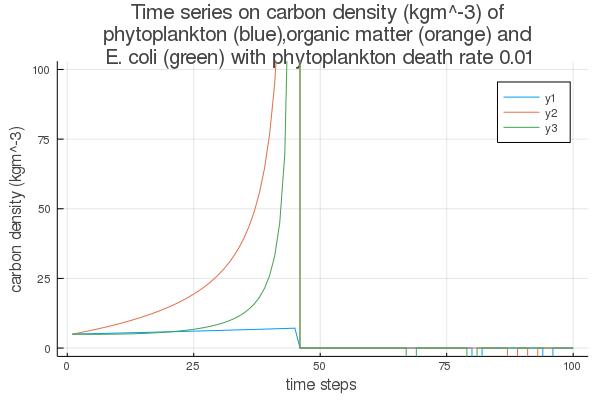 Time series on carbon density (kgm^-3) of
phytoplankton (blue),organic matter (orange) and
E. coli (green) with phytoplankton death rate 0.01
100
75
50
25
0
carbon density (kgm^-3)
y1
y2
y3
0 25 50 75 100
time steps